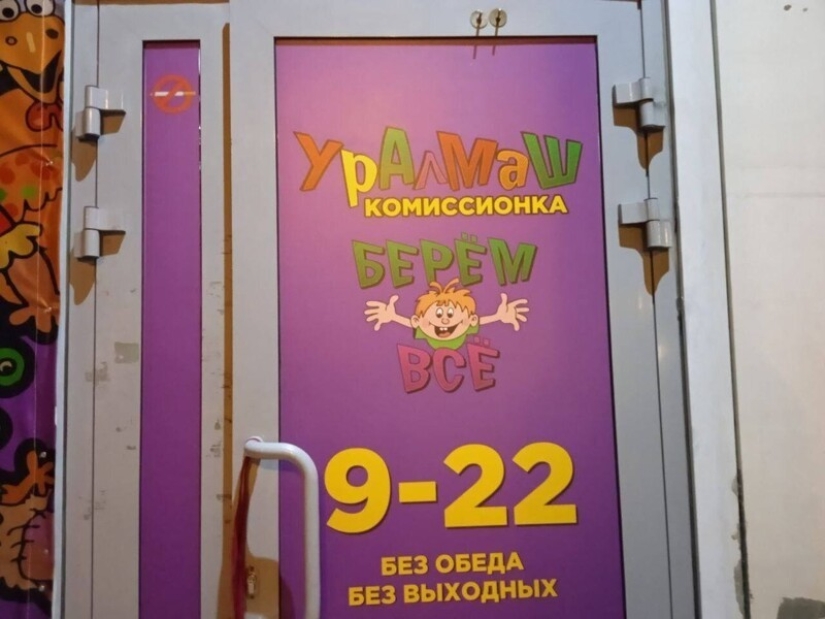 УрАлМаШ
КОМИССИОНКА
БЕРЁМ
ВСЁ
9-22
БЕЗ ОБЕДА
БЕЗ ВЫХОДНЫХ